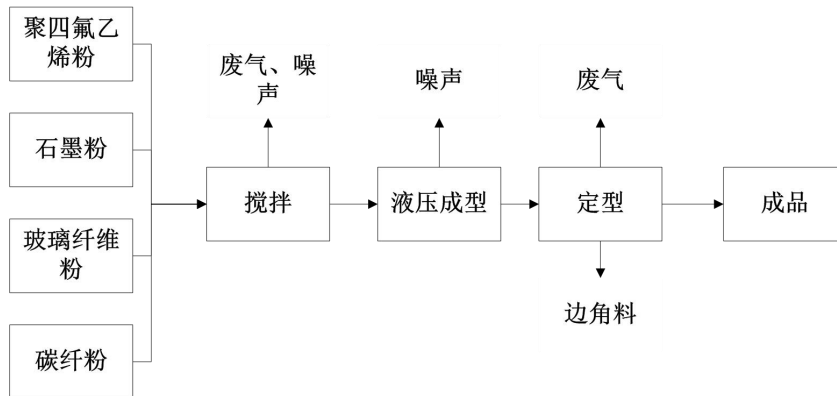 聚四氟乙
烯粉
石墨粉
玻璃纤维
粉
碳纤粉
废气、噪
声
搅拌
噪声
液压成型
废气
定型
边角料
成品